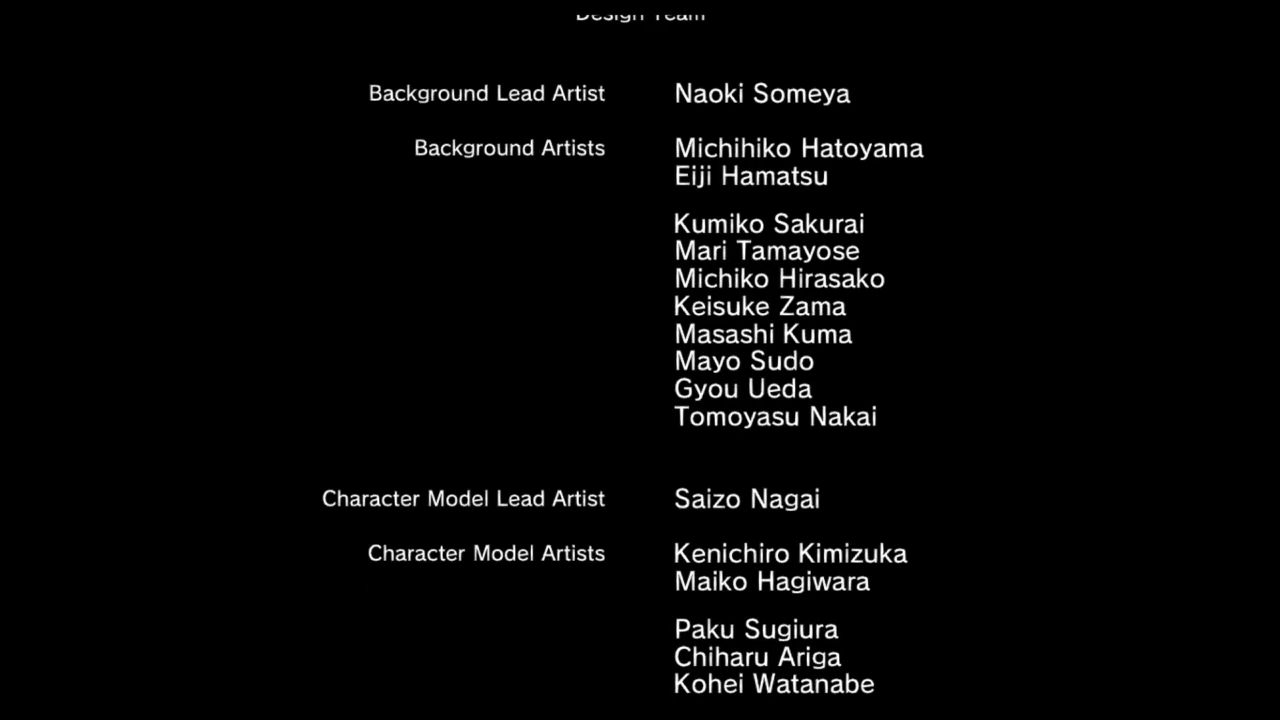 Design Team
Background Lead Artist Naoki Someya
Background Artists Michihiko Hatoyama
Eiji Hamatsu
Kumiko Sakurai
Mari Tamayose
Michiko Hirasako
Keisuke Zama
Masashi Kuma
Mayo Sudo
Gyou Ueda
Tomoyasu Nakai
Character Model Lead Artist Saizo Nagai
Character Model Artists Kenichiro Kimizuka
Maiko Hagiwara
Paku Sugiura
Chiharu Ariga
Kohei Watanabe